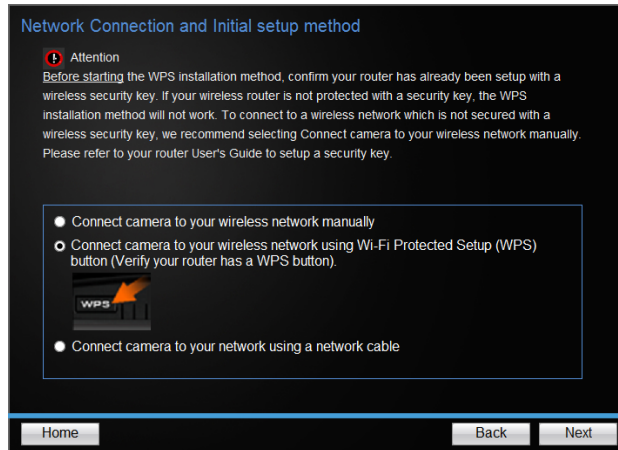 Network Connection and Initial setup method
Attention
Before starting the WPS installation method, confirm your router has already been setup with a
wireless security key. If your wireless router is not protected with a security key, the WPS
installation method will not work. To connect to a wireless network which is not secured with a
wireless security key, we recommend selecting Connect camera to your wireless network manually.
Please refer to your router User's Guide to setup a security key.
Connect camera to your wireless network manually
Connect camera to your wireless network using Wi-Fi Protected Setup (WPS)
button (Verify your router has a WPS button).
WPS
Connect camera to your network using a network cable
Home
Back
Next